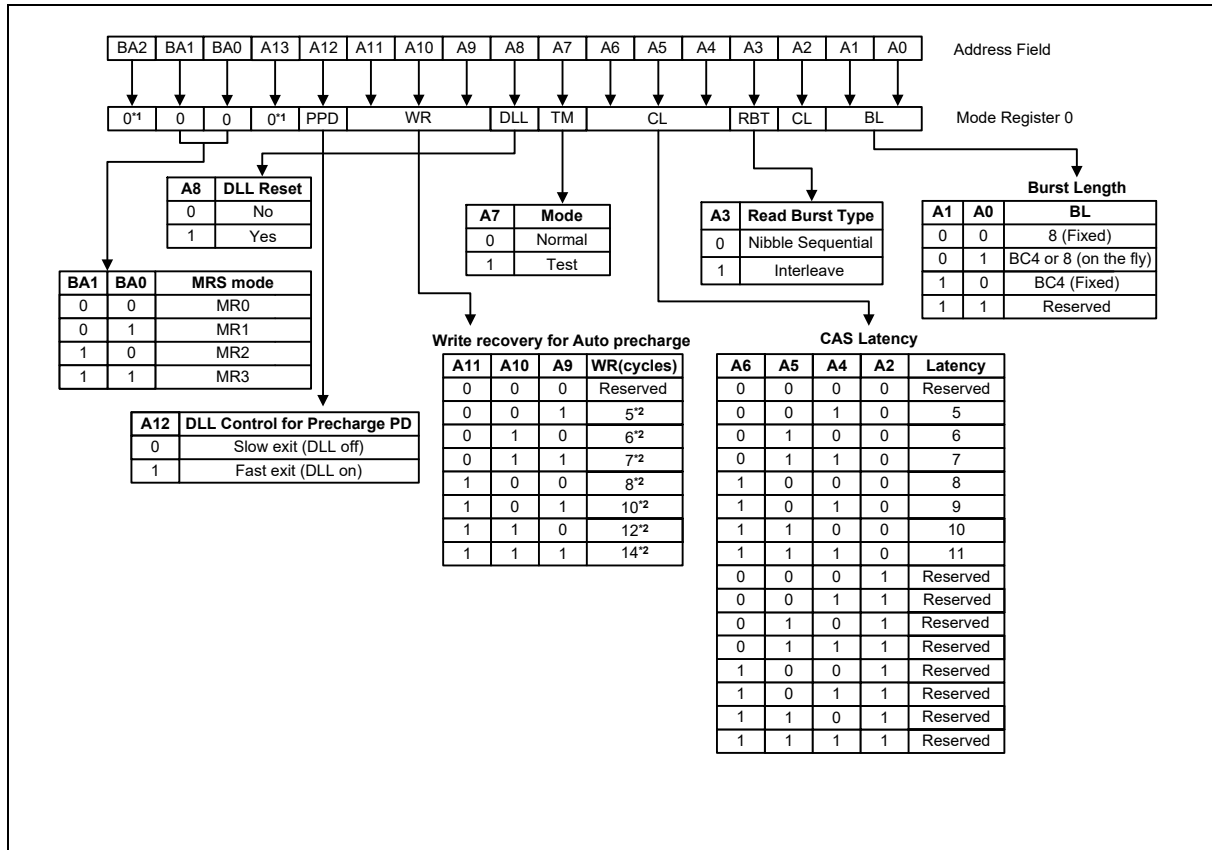 BA2 BA1 BA0 A13 A12 A11 A10 A9 A8 A7 A6 A5 A4 A3 A2 A1 A0 Address Field
0*1 0 0 0*1 PPD WR DLL TM CL RBT CL BL Mode Register 0
A8 DLL Reset
0 No
1 Yes
A7 Mode
0 Normal
1 Test
A3 Read Burst Type
0 Nibble Sequential
1 Interleave
Burst Length
A1 A0 BL
0 0 8 (Fixed)
0 1 BC4 or 8 (on the fly)
1 0 BC4 (Fixed)
1 1 Reserved
BA1 BA0 MRS mode
0 0 MR0
0 1 MR1
1 0 MR2
1 1 MR3
A12 DLL Control for Precharge PD
0 Slow exit (DLL off)
1 Fast exit (DLL on)
Write recovery for Auto precharge
A11 A10 A9 WR(cycles)
0 0 0 Reserved
0 0 1 5*2
0 1 0 6*2
0 1 1 7*2
1 0 0 8*2
1 0 1 10*2
1 1 0 12*2
1 1 1 14*2
CAS Latency
A6 A5 A4 A2 Latency
0 0 0 0 Reserved
0 0 1 0 5
0 1 0 0 6
0 1 1 0 7
1 0 0 0 8
1 0 1 0 9
1 1 0 0 10
1 1 1 0 11
0 0 0 1 Reserved
0 0 1 1 Reserved
0 1 0 1 Reserved
0 1 1 1 Reserved
1 0 0 1 Reserved
1 0 1 1 Reserved
1 1 0 1 Reserved
1 1 1 1 Reserved